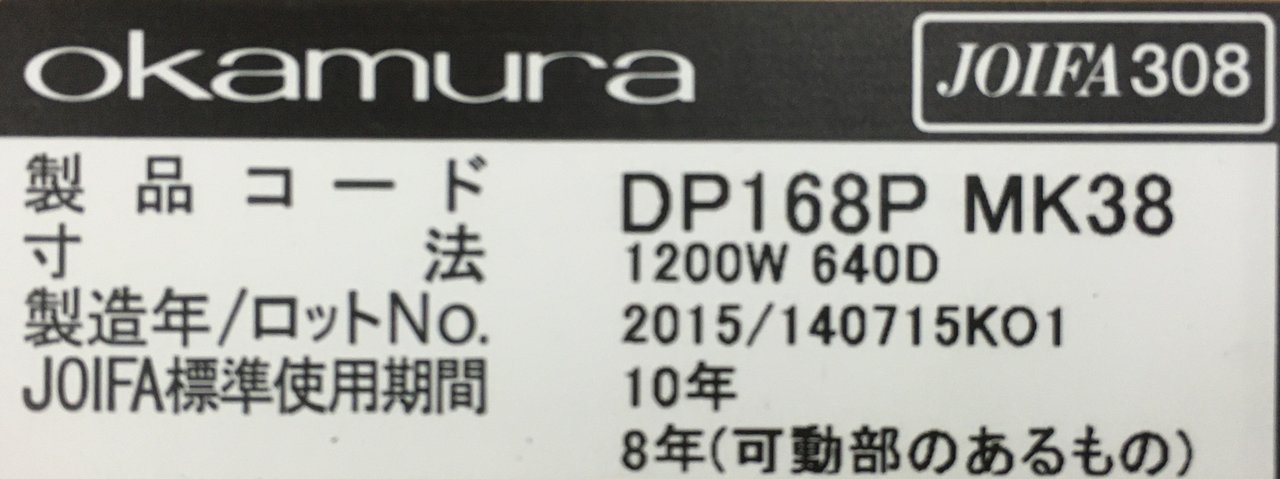 okamura JOIFA308
製品コード DP168P MK38
寸法 1200W 640D
製造年/ロットNo. 2015/140715KO1
JOIFA標準使用期間 10年
8年(可動部のあるもの)